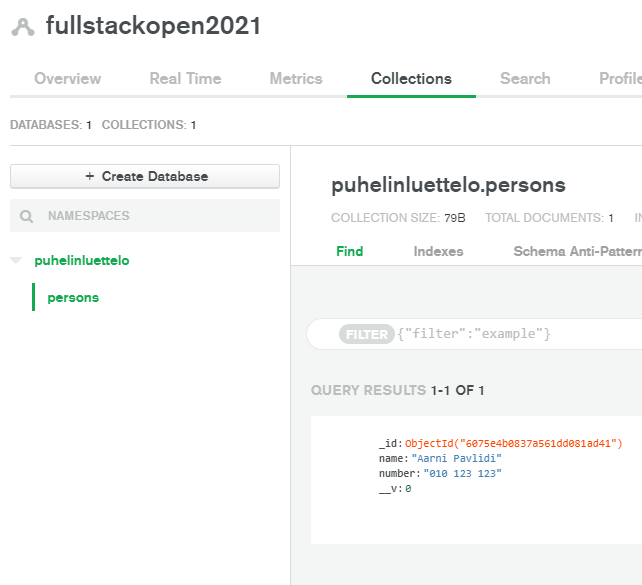 fullstackopen2021
Overview Real Time Metrics Collections Search Profile
DATABASES: 1 COLLECTIONS: 1
+ Create Database
NAMESPACES
puhelinluettelo
persons
puhelinluettelo.persons
COLLECTION SIZE: 79B TOTAL DOCUMENTS: 1 IN
Find Indexes Schema Anti-Pattern
FILTER {"filter":"example"}
QUERY RESULTS 1-1 OF 1
_id: ObjectId("6075e4b0837a561dd081ad41")
name: "Aarni Pavlidi"
number: "010 123 123"
__v: 0